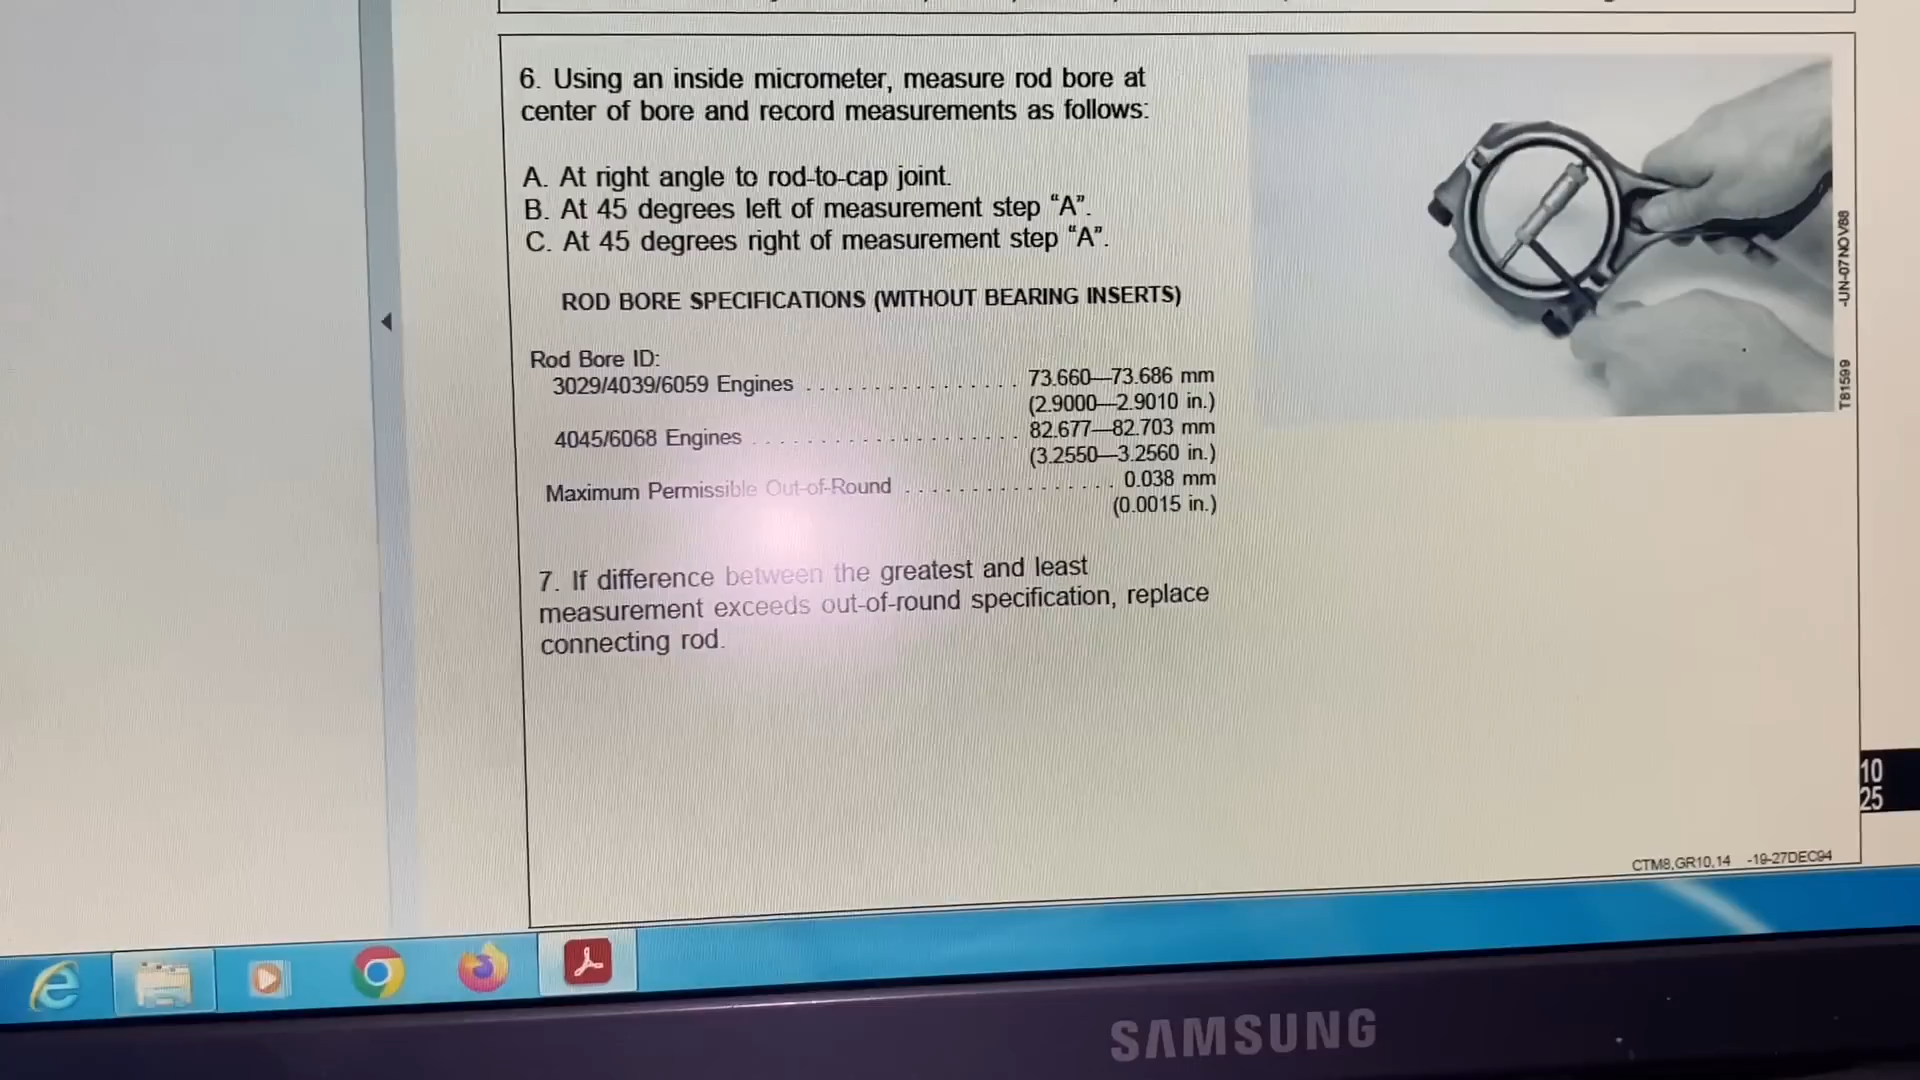 6. Using an inside micrometer, measure rod bore at
center of bore and record measurements as follows:
A. At right angle to rod-to-cap joint.
B. At 45 degrees left of measurement step “A”.
C. At 45 degrees right of measurement step “A”.
ROD BORE SPECIFICATIONS (WITHOUT BEARING INSERTS)
Rod Bore ID:
3029/4039/6059 Engines . . . . . . . . . . . . . . . . 73.660—73.686 mm
(2.9000—2.9010 in.)
4045/6068 Engines . . . . . . . . . . . . . . . . . . . . 82.677—82.703 mm
(3.2550—3.2560 in.)
Maximum Permissible Out-of-Round . . . . . . . . . . . . . . . . 0.038 mm
(0.0015 in.)
7. If difference between the greatest and least
measurement exceeds out-of-round specification, replace
connecting rod.
-UN-07NOV88
T81599
10
25
CTM8,GR10,14 -19-27DEC94
SAMSUNG